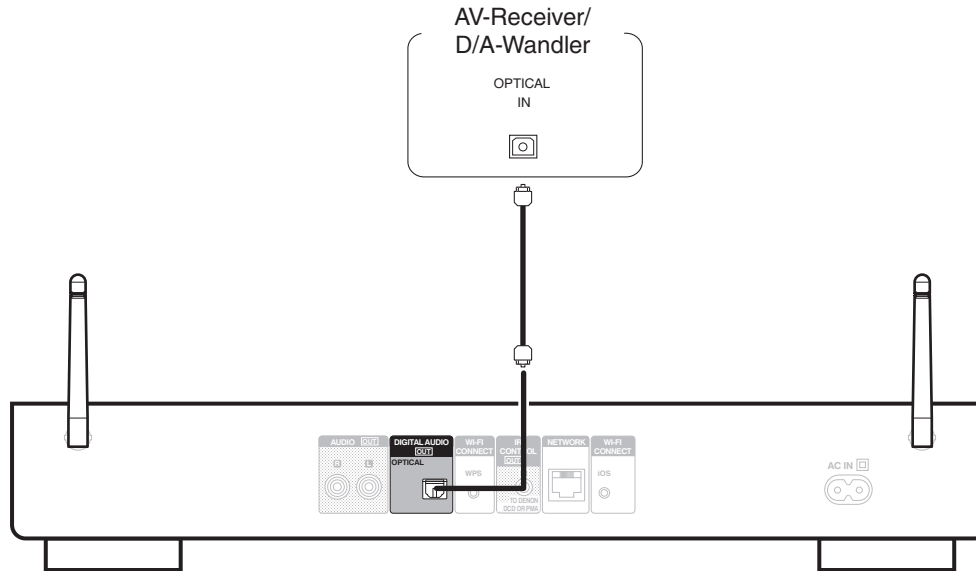 AV-Receiver/
D/A-Wandler
OPTICAL
IN
AUDIO OUT
R L
DIGITAL AUDIO
OUT
OPTICAL
WI-FI
CONNECT
WPS
IR
CONTROL
OUT
TO DENON
DCD OR PMA
NETWORK
WI-FI
CONNECT
iOS
AC IN